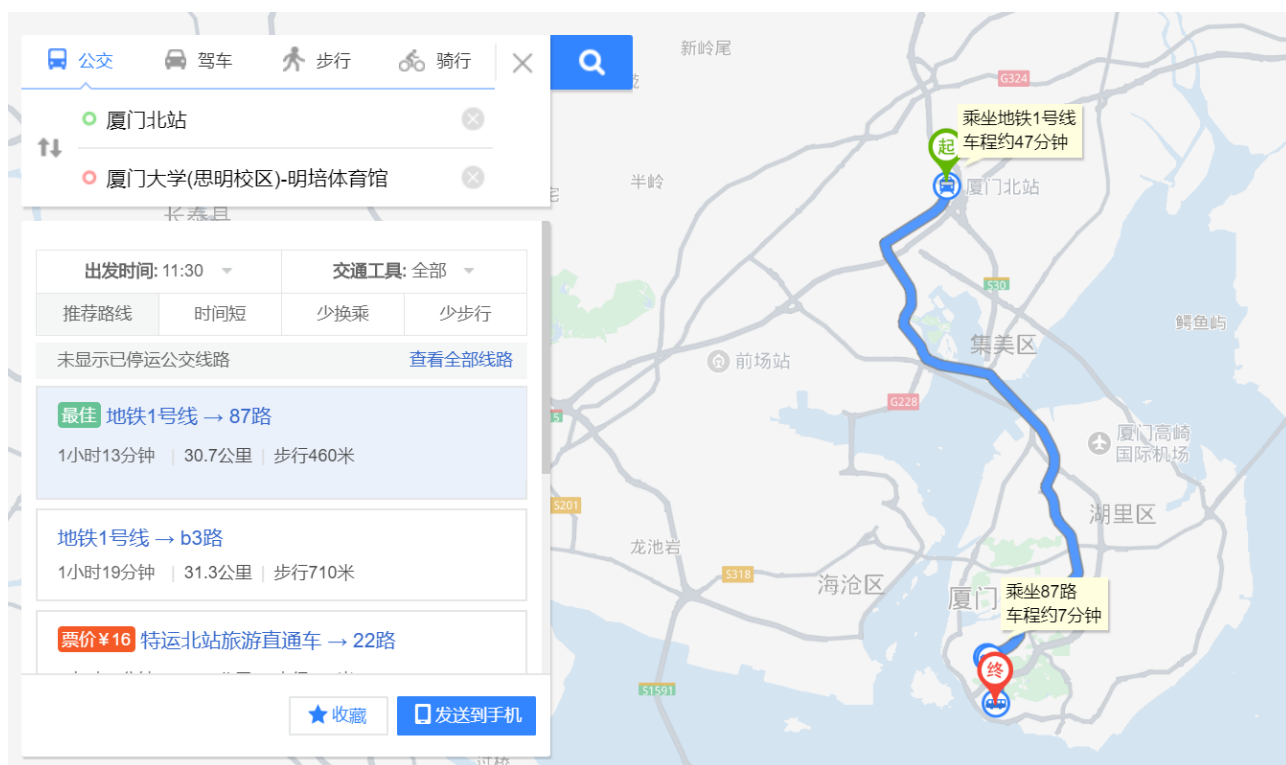 公交
驾车
步行
骑行
厦门北站
厦门大学(思明校区)-明培体育馆
出发时间: 11:30
交通工具: 全部
推荐路线
时间短
少换乘
少步行
未显示已停运公交线路
查看全部线路
最佳 地铁1号线 → 87路
1小时13分钟 | 30.7公里 | 步行460米
地铁1号线 → b3路
1小时19分钟 | 31.3公里 | 步行710米
票价¥16 特运北站旅游直通车 → 22路
收藏
发送到手机
新岭尾
G324
乘坐地铁1号线
车程约47分钟
起
厦门北站
半岭
长泰县
S30
鳄鱼屿
集美区
前场站
G228
厦门高崎
国际机场
S201
湖里区
龙池岩
S318
海沧区
厦门
乘坐87路
车程约7分钟
终
S1591